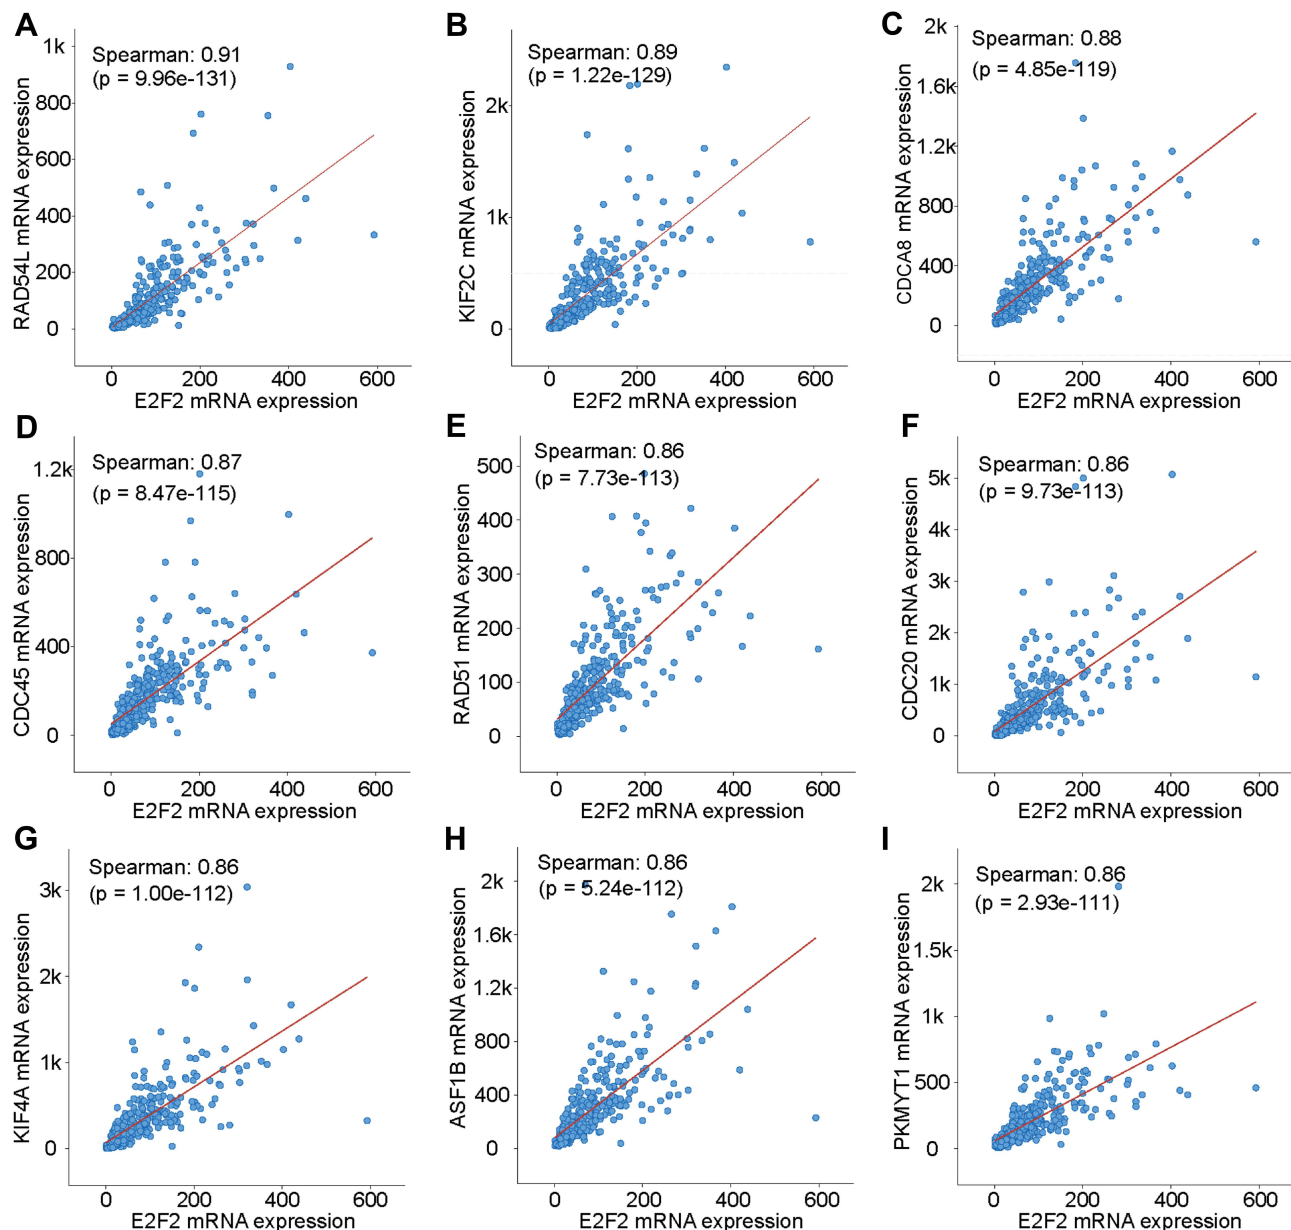 A
Spearman: 0.91
(p = 9.96e-131)
RAD54L mRNA expression
1k
800
600
400
200
0
0 200 400 600
E2F2 mRNA expression
B
Spearman: 0.89
(p = 1.22e-129)
KIF2C mRNA expression
2k
1k
0
0 200 400 600
E2F2 mRNA expression
C
Spearman: 0.88
(p = 4.85e-119)
CDCA8 mRNA expression
2k
1.6k
1.2k
800
400
0
0 200 400 600
E2F2 mRNA expression
D
Spearman: 0.87
(p = 8.47e-115)
CDC45 mRNA expression
1.2k
800
400
0
0 200 400 600
E2F2 mRNA expression
E
Spearman: 0.86
(p = 7.73e-113)
RAD51 mRNA expression
500
400
300
200
100
0
0 200 400 600
E2F2 mRNA expression
F
Spearman: 0.86
(p = 9.73e-113)
CDC20 mRNA expression
5k
4k
3k
2k
1k
0
0 200 400 600
E2F2 mRNA expression
G
Spearman: 0.86
(p = 1.00e-112)
KIF4A mRNA expression
3k
2k
1k
0
0 200 400 600
E2F2 mRNA expression
H
Spearman: 0.86
(p = 5.24e-112)
ASF1B mRNA expression
2k
1.6k
1.2k
800
400
0
0 200 400 600
E2F2 mRNA expression
I
Spearman: 0.86
(p = 2.93e-111)
PKMYT1 mRNA expression
2k
1.5k
1k
500
0
0 200 400 600
E2F2 mRNA expression